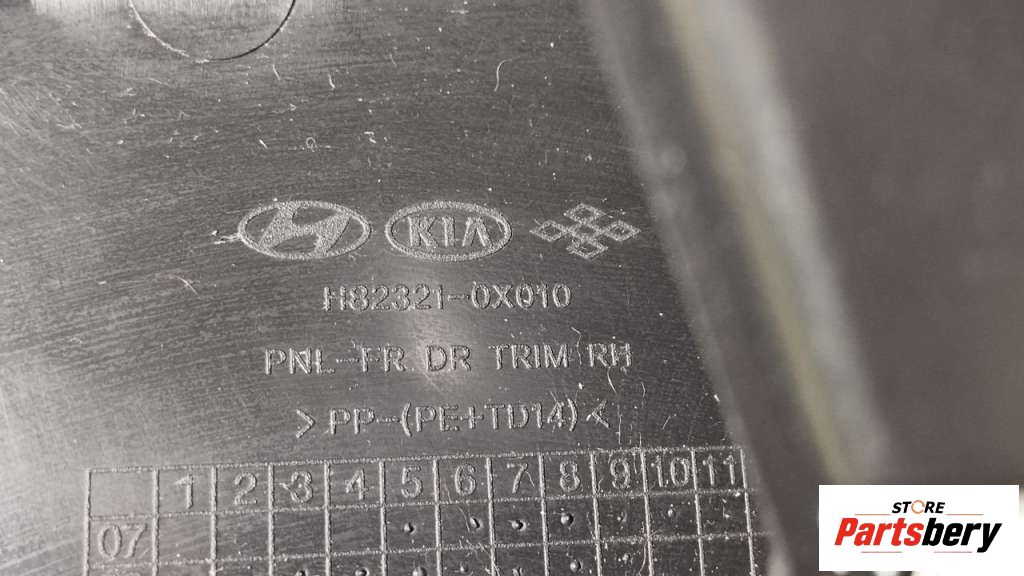 KIA
H82321-0X010
PNL-FR DR TRIM RH
>PP-(PE+TD14)<
1 2 3 4 5 6 7 8 9 10 11
07
STORE
Partsbery